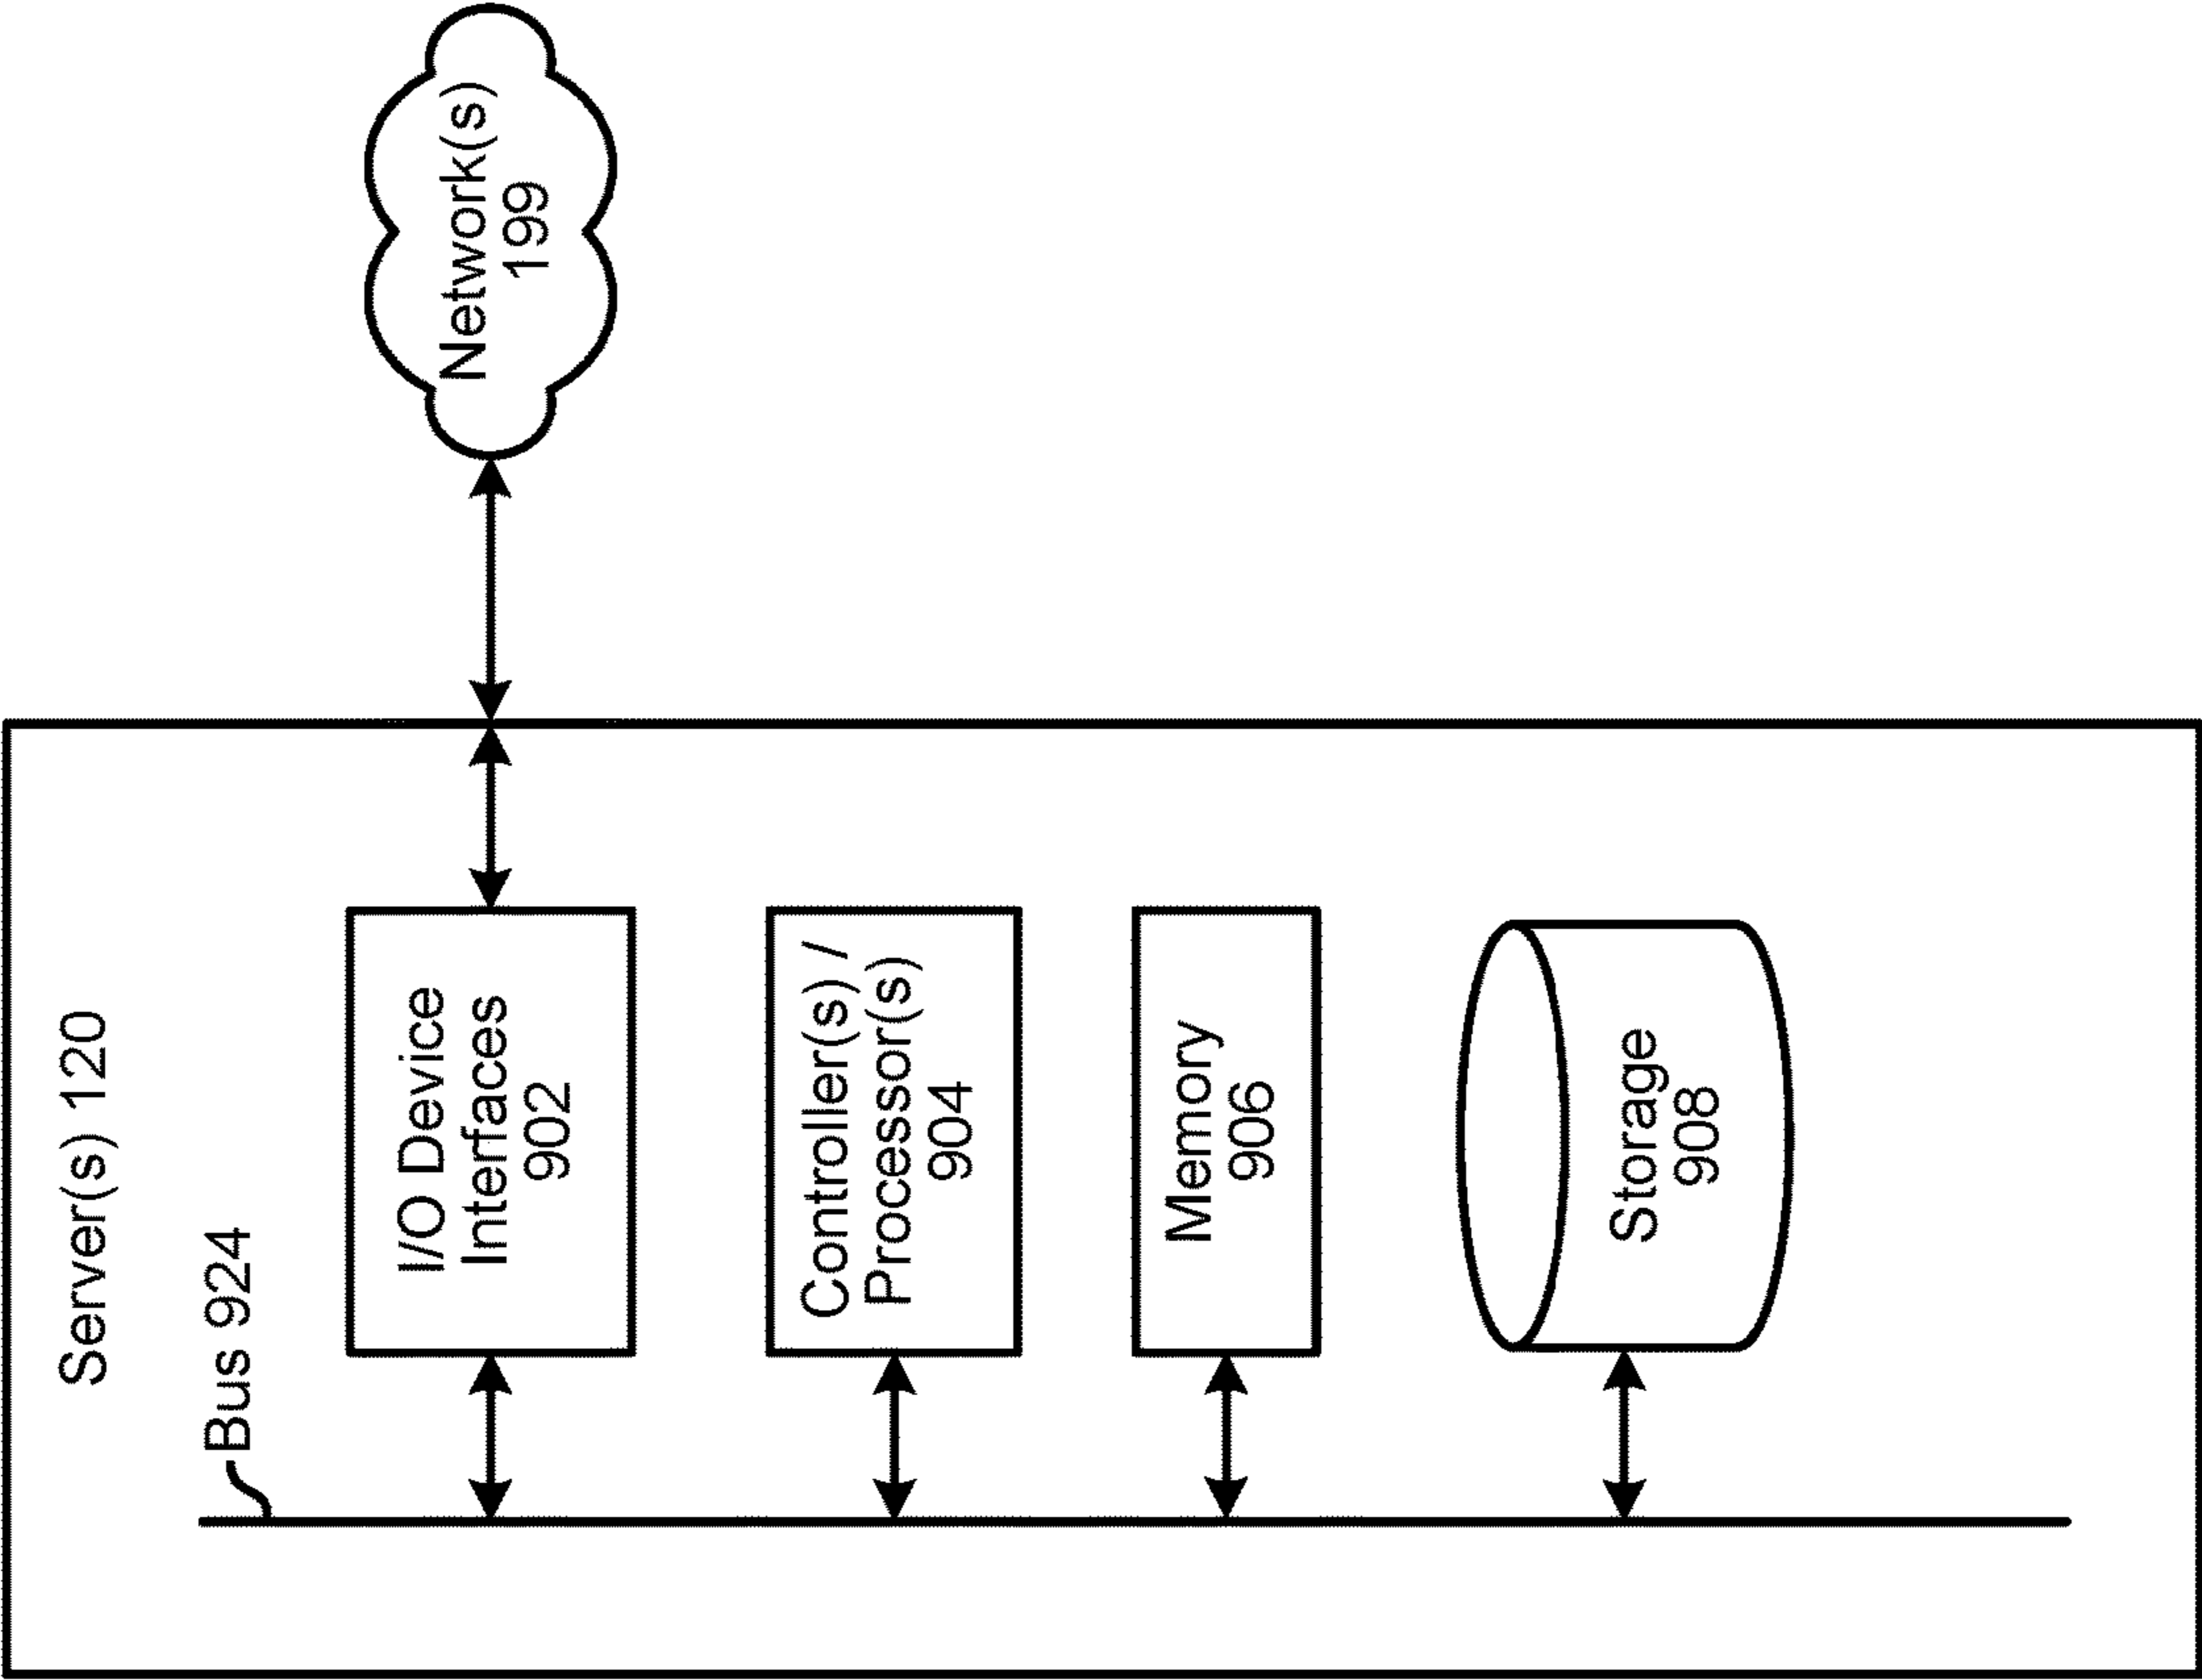 Server(s) 120
Bus 924
I/O Device
Interfaces
902
Network(s)
199
Controller(s) /
Processor(s)
904
Memory
906
Storage
908